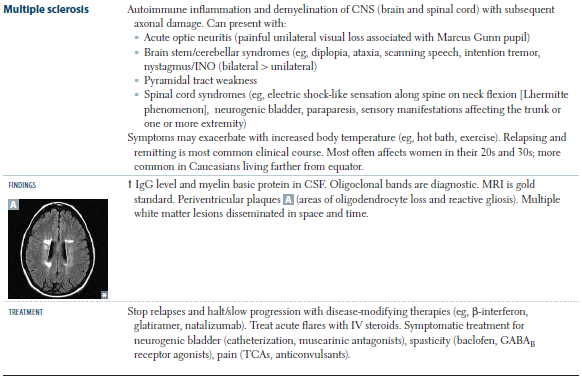 Multiple sclerosis
Autoimmune inflammation and demyelination of CNS (brain and spinal cord) with subsequent
axonal damage. Can present with:
▪ Acute optic neuritis (painful unilateral visual loss associated with Marcus Gunn pupil)
▪ Brain stem/cerebellar syndromes (eg, diplopia, ataxia, scanning speech, intention tremor,
nystagmus/INO (bilateral > unilateral)
▪ Pyramidal tract weakness
▪ Spinal cord syndromes (eg, electric shock-like sensation along spine on neck flexion [Lhermitte
phenomenon], neurogenic bladder, paraparesis, sensory manifestations affecting the trunk or
one or more extremity)
Symptoms may exacerbate with increased body temperature (eg, hot bath, exercise). Relapsing and
remitting is most common clinical course. Most often affects women in their 20s and 30s; more
common in Caucasians living farther from equator.
FINDINGS
A
↑ IgG level and myelin basic protein in CSF. Oligoclonal bands are diagnostic. MRI is gold
standard. Periventricular plaques A (areas of oligodendrocyte loss and reactive gliosis). Multiple
white matter lesions disseminated in space and time.
TREATMENT
Stop relapses and halt/slow progression with disease-modifying therapies (eg, β-interferon,
glatiramer, natalizumab). Treat acute flares with IV steroids. Symptomatic treatment for
neurogenic bladder (catheterization, muscarinic antagonists), spasticity (baclofen, GABAB
receptor agonists), pain (TCAs, anticonvulsants).